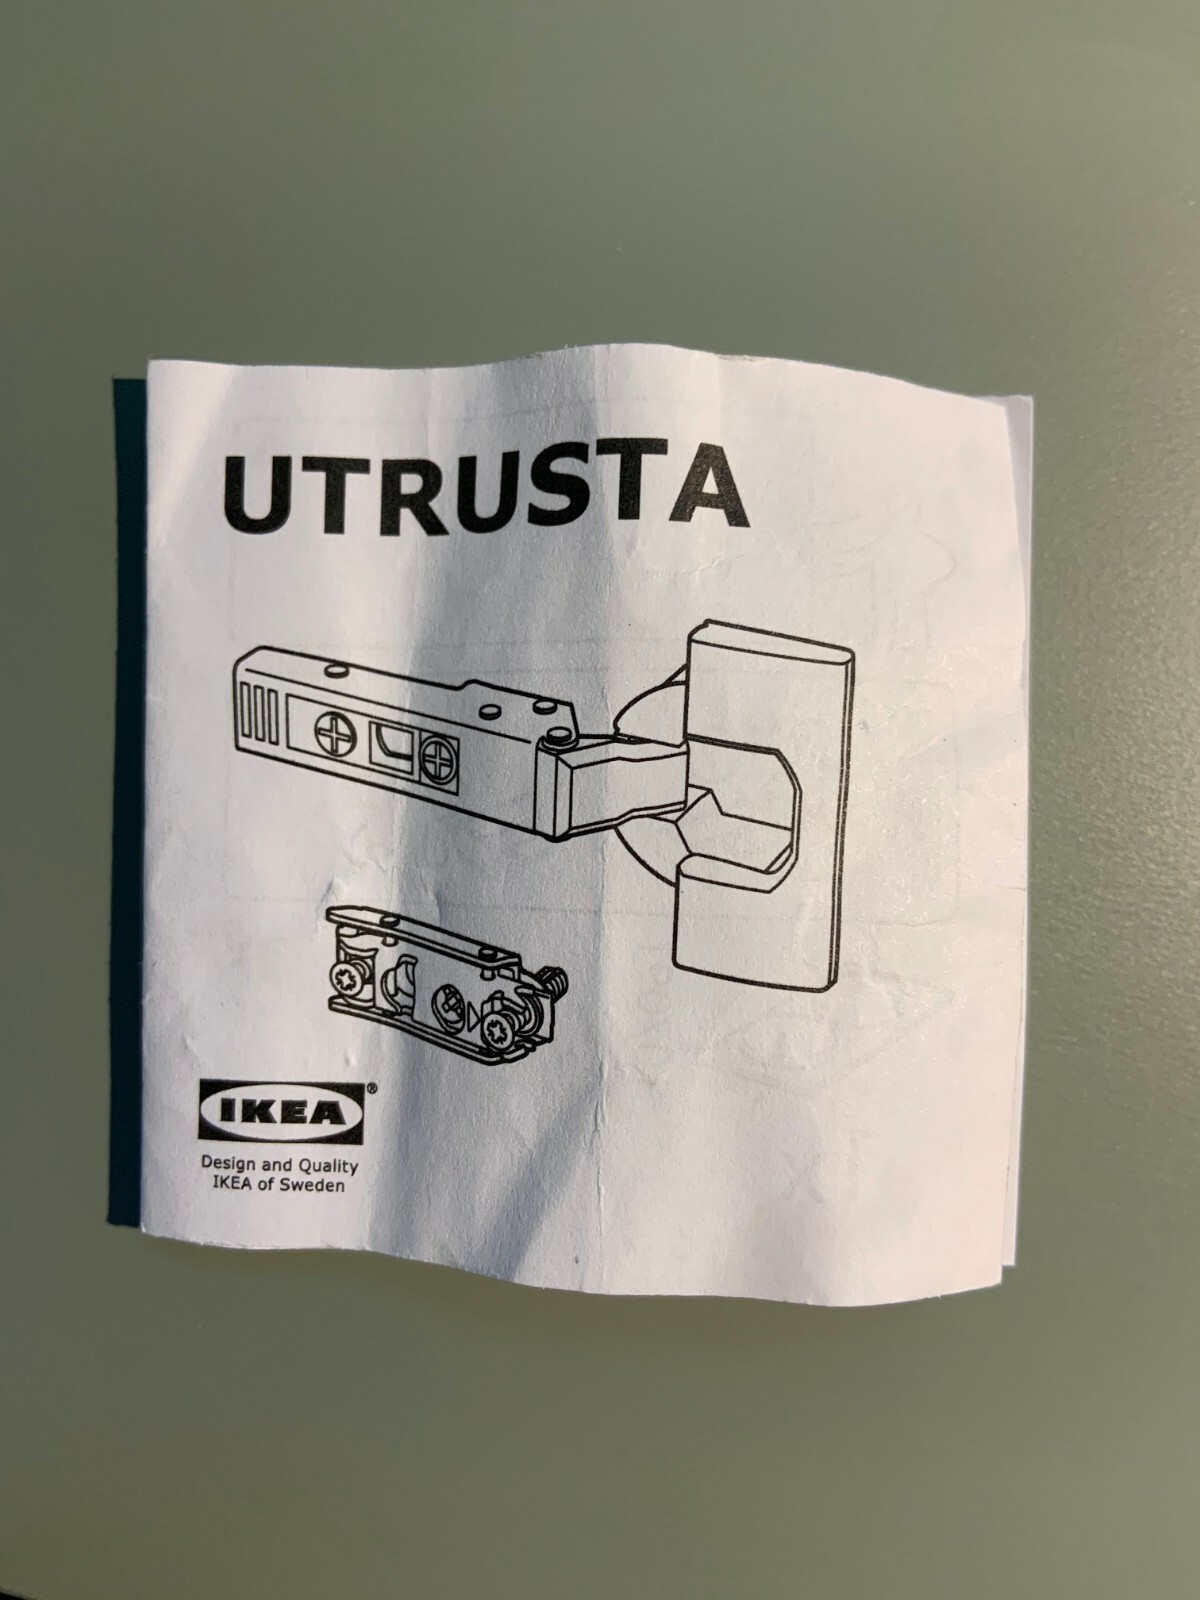 UTRUSTA
IKEA®
Design and Quality
IKEA of Sweden